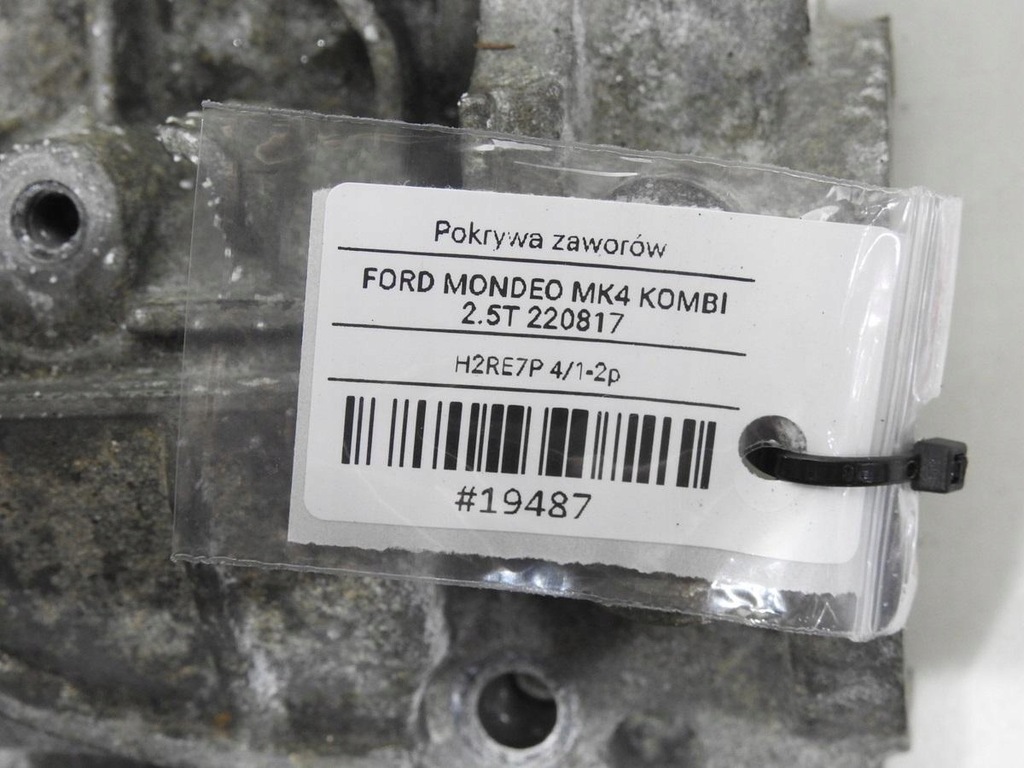 Pokrywa zaworów
FORD MONDEO MK4 KOMBI
2.5T 220817
H2RE7P 4/1-2p
#19487